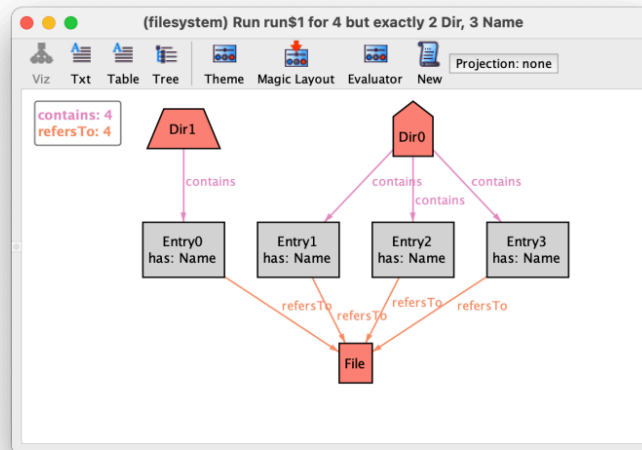 (filesystem) Run run$1 for 4 but exactly 2 Dir, 3 Name
Viz Txt Table Tree Theme Magic Layout Evaluator New Projection: none
contains: 4
refersTo: 4
Dir1
Dir0
contains
contains
contains
contains
Entry0
has: Name
Entry1
has: Name
Entry2
has: Name
Entry3
has: Name
refersTo
refersTo
refersTo
refersTo
File